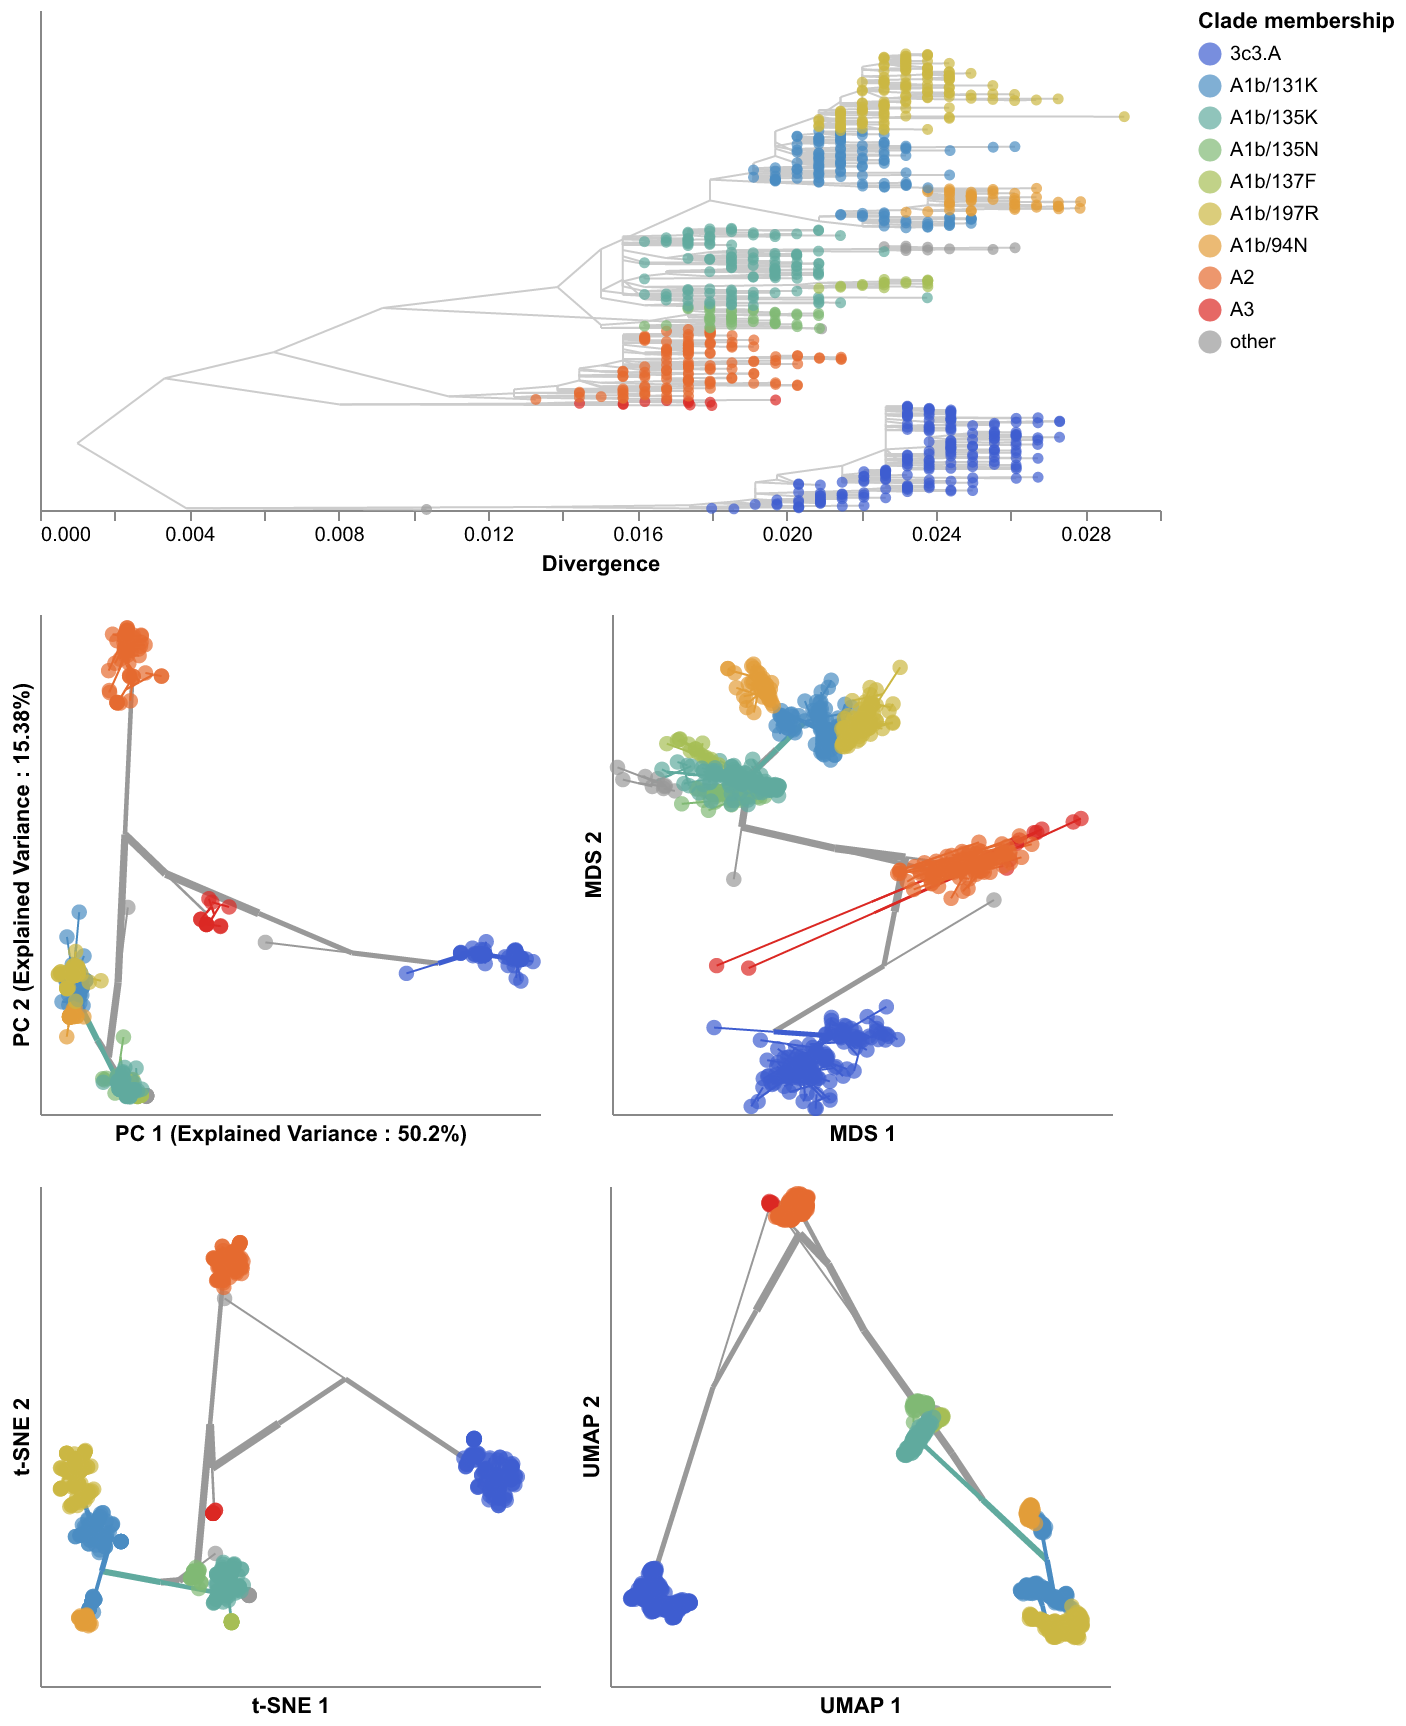 Clade membership
3c3.A
A1b/131K
A1b/135K
A1b/135N
A1b/137F
A1b/197R
A1b/94N
A2
A3
other
0.000 0.004 0.008 0.012 0.016 0.020 0.024 0.028
Divergence
PC 2 (Explained Variance : 15.38%)
PC 1 (Explained Variance : 50.2%)
MDS 2
MDS 1
t-SNE 2
t-SNE 1
UMAP 2
UMAP 1